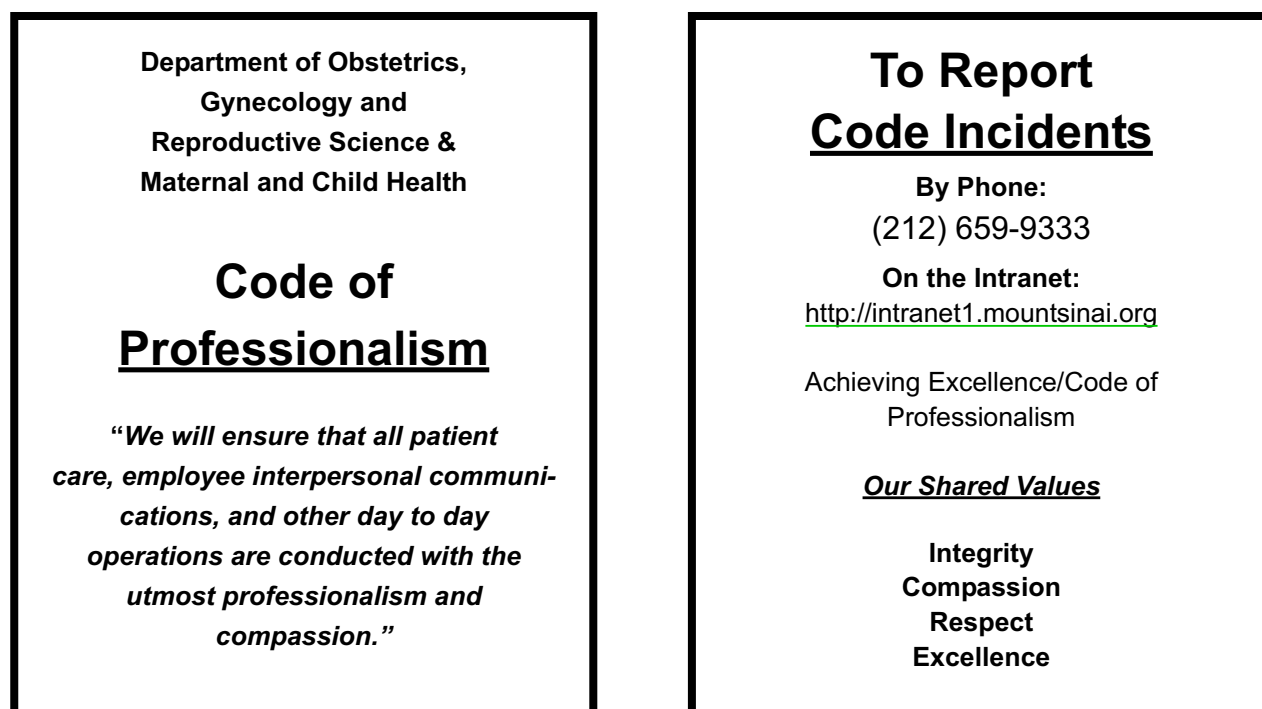 Department of Obstetrics,
Gynecology and
Reproductive Science &
Maternal and Child Health
Code of
Professionalism
“We will ensure that all patient
care, employee interpersonal communi-
cations, and other day to day
operations are conducted with the
utmost professionalism and
compassion.”
To Report
Code Incidents
By Phone:
(212) 659-9333
On the Intranet:
http://intranet1.mountsinai.org
Achieving Excellence/Code of
Professionalism
Our Shared Values
Integrity
Compassion
Respect
Excellence